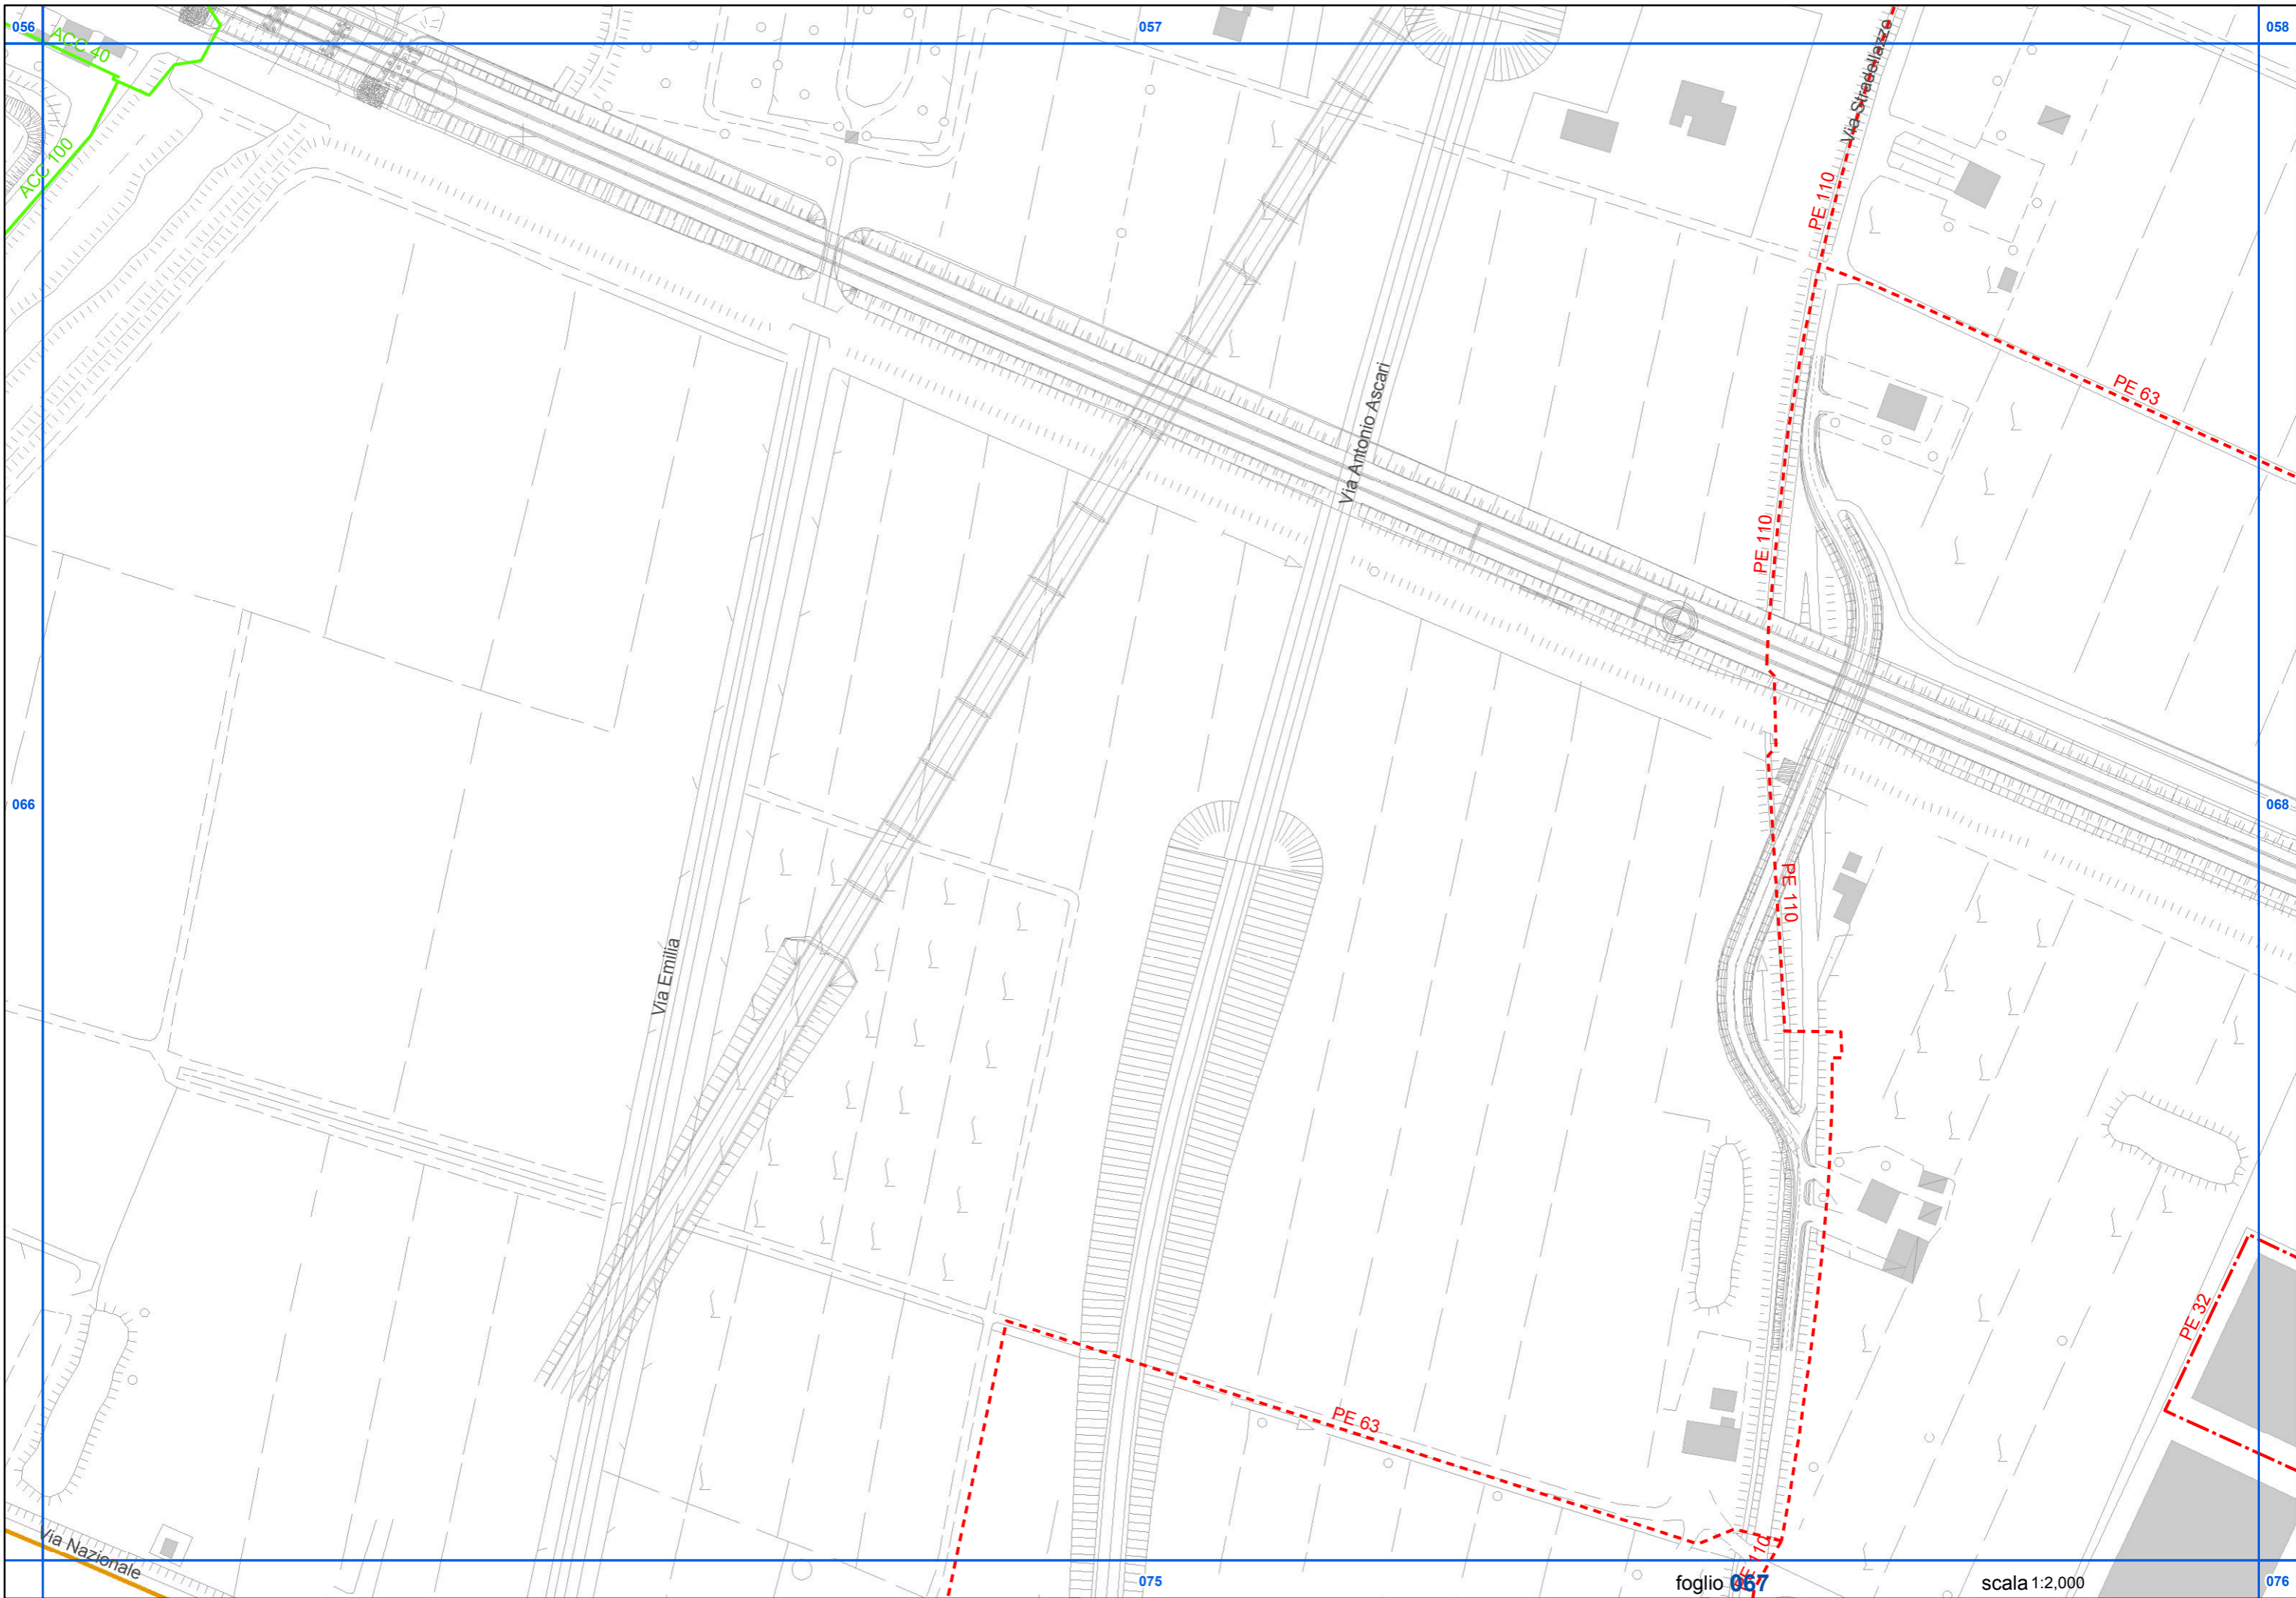 056
057
058
ACC 40
Via Stradellazzo
ACC 100
PE 110
PE 63
Via Antonio Ascari
PE 110
066
068
PE 110
Via Emilia
PE 32
PE 63
Via Nazionale
PE 110
075
foglio 067
scala 1:2,000
076